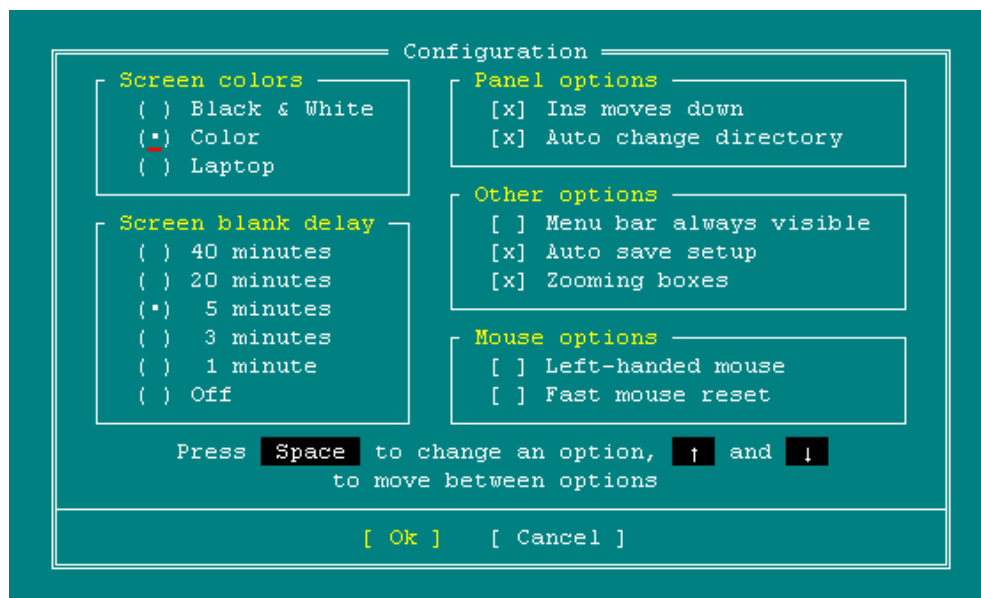 Configuration
Screen colors
( ) Black & White
(•) Color
( ) Laptop
Screen blank delay
( ) 40 minutes
( ) 20 minutes
(•) 5 minutes
( ) 3 minutes
( ) 1 minute
( ) Off
Panel options
[x] Ins moves down
[x] Auto change directory
Other options
[ ] Menu bar always visible
[x] Auto save setup
[x] Zooming boxes
Mouse options
[ ] Left-handed mouse
[ ] Fast mouse reset
Press Space to change an option, ↑ and ↓
to move between options
[ Ok ] [ Cancel ]